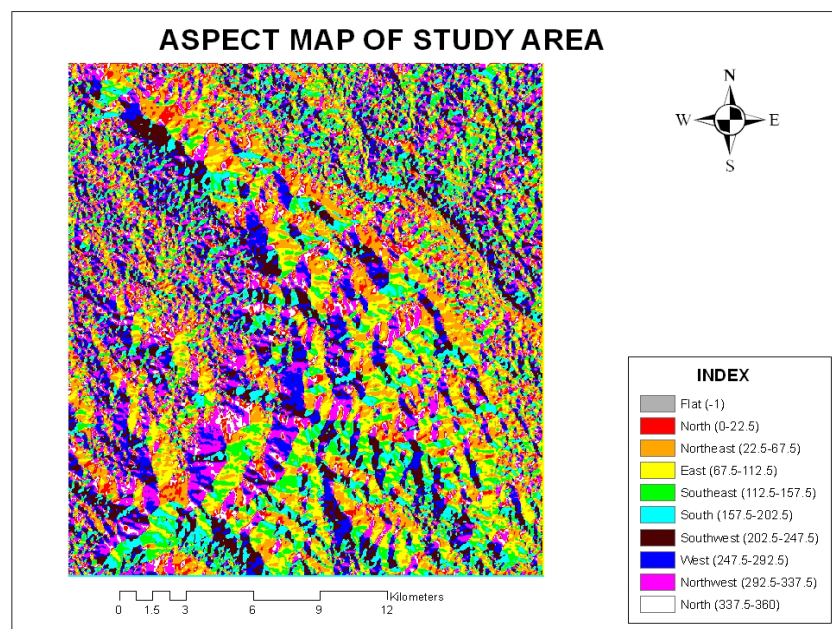 ASPECT MAP OF STUDY AREA
N
W E
S
INDEX
Flat (-1)
North (0-22.5)
Northeast (22.5-67.5)
East (67.5-112.5)
Southeast (112.5-157.5)
South (157.5-202.5)
Southwest (202.5-247.5)
West (247.5-292.5)
Northwest (292.5-337.5)
North (337.5-360)
Kilometers
0 1.5 3 6 9 12